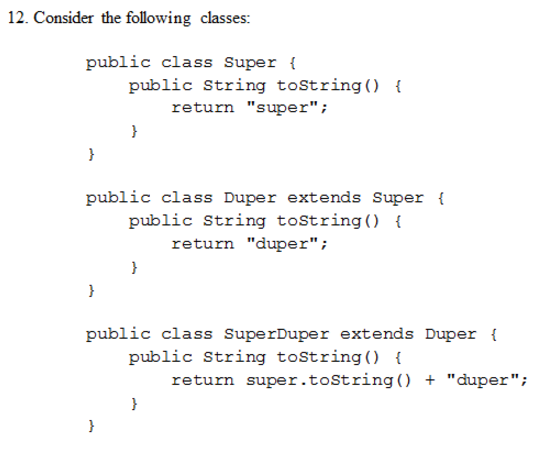 12. Consider the following classes:
public class Super {
    public String toString() {
        return "super";
    }
}
public class Duper extends Super {
    public String toString() {
        return "duper";
    }
}
public class SuperDuper extends Duper {
    public String toString() {
        return super.toString() + "duper";
    }
}